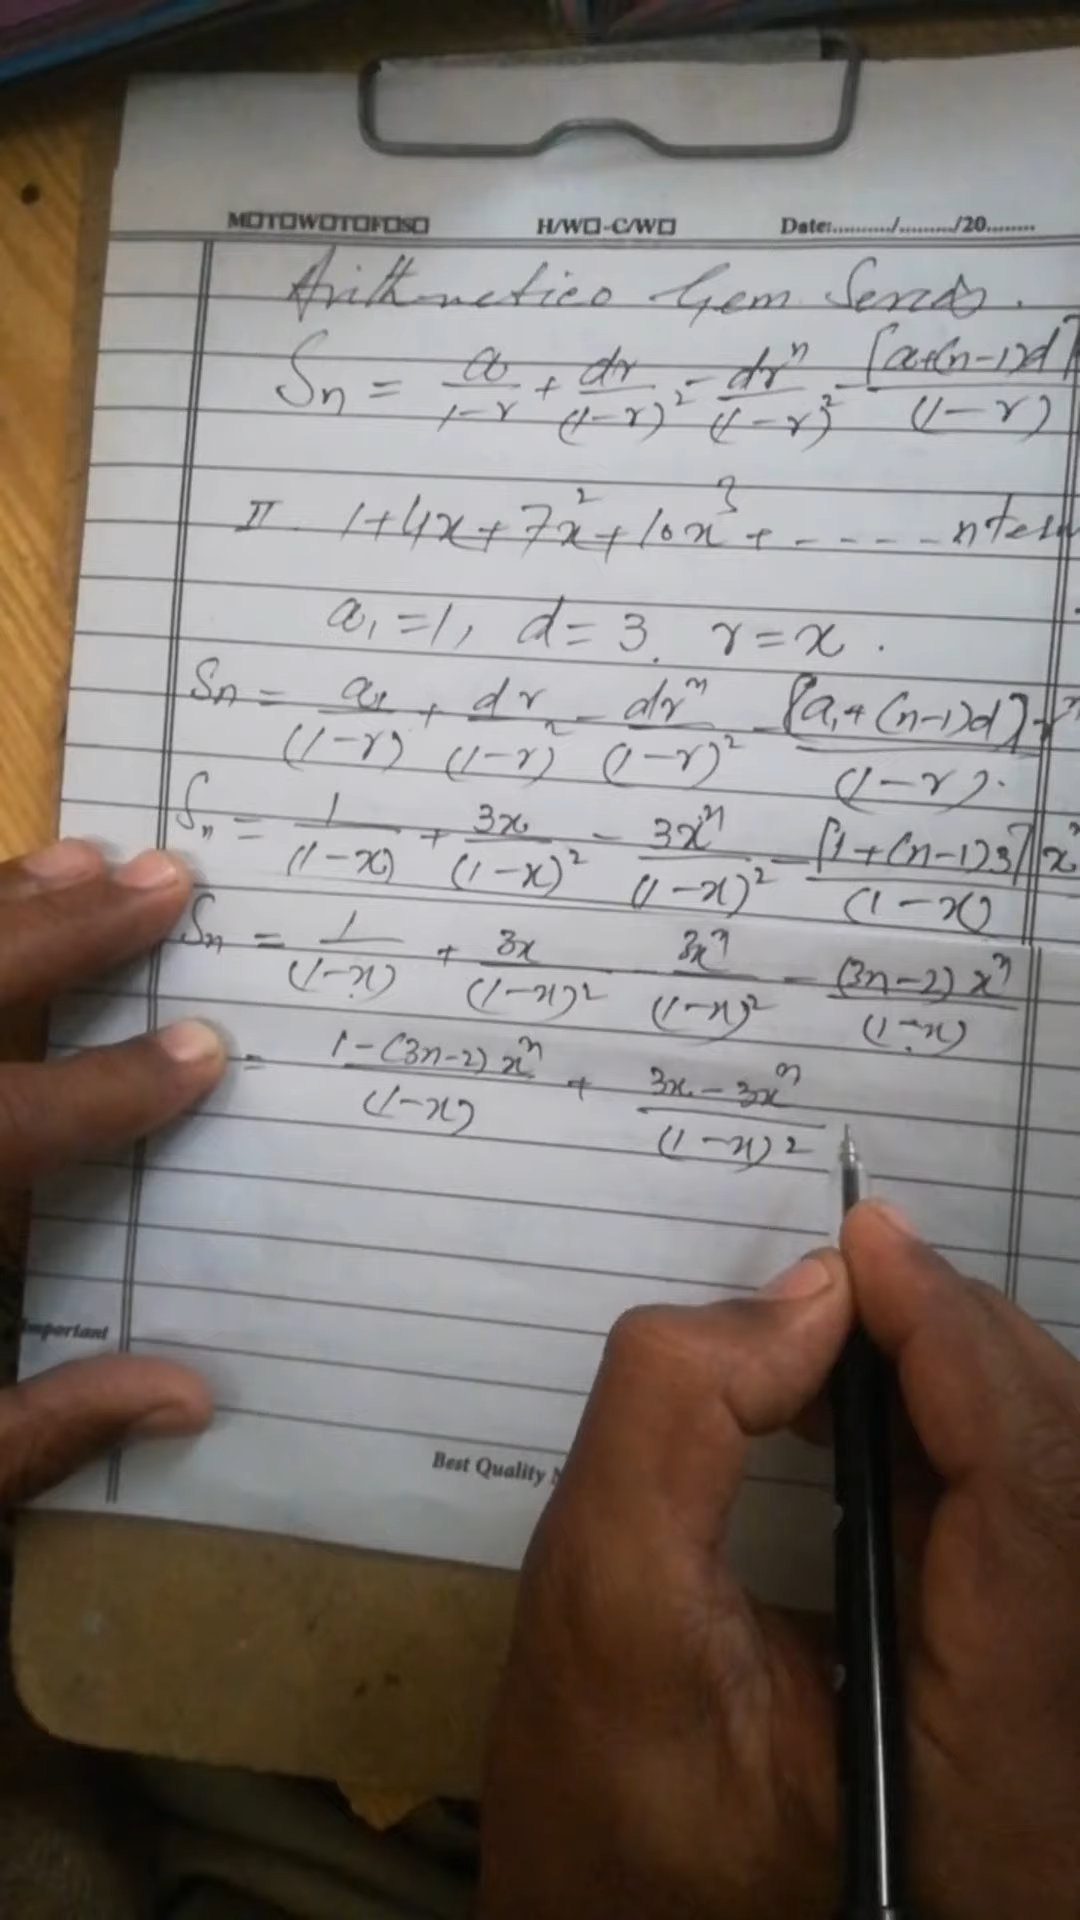 M☐T☐W☐T☐F☐S☐ H/W☐-C/W☐ Date:........../........./20........
Arithmetico Geom Series.
Sn = a/(1-r) + dr/(1-r)² - drⁿ/(1-r)² - [a+(n-1)d]/(1-r)
II. 1+4x+7x²+10x³+ ----- n term
a₁=1, d=3. r=x.
Sn = a₁/(1-r) + dr/(1-r)² - drⁿ/(1-r)² - [a₁+(n-1)d]rⁿ/(1-r).
Sn = 1/(1-x) + 3x/(1-x)² - 3xⁿ/(1-x)² - [1+(n-1)3]xⁿ/(1-x)
Sn = 1/(1-x) + 3x/(1-x)² - 3xⁿ/(1-x)² - (3n-2)xⁿ/(1-x)
= 1-(3n-2)xⁿ/(1-x) + 3x-3xⁿ/(1-x)²
Important
Best Quality